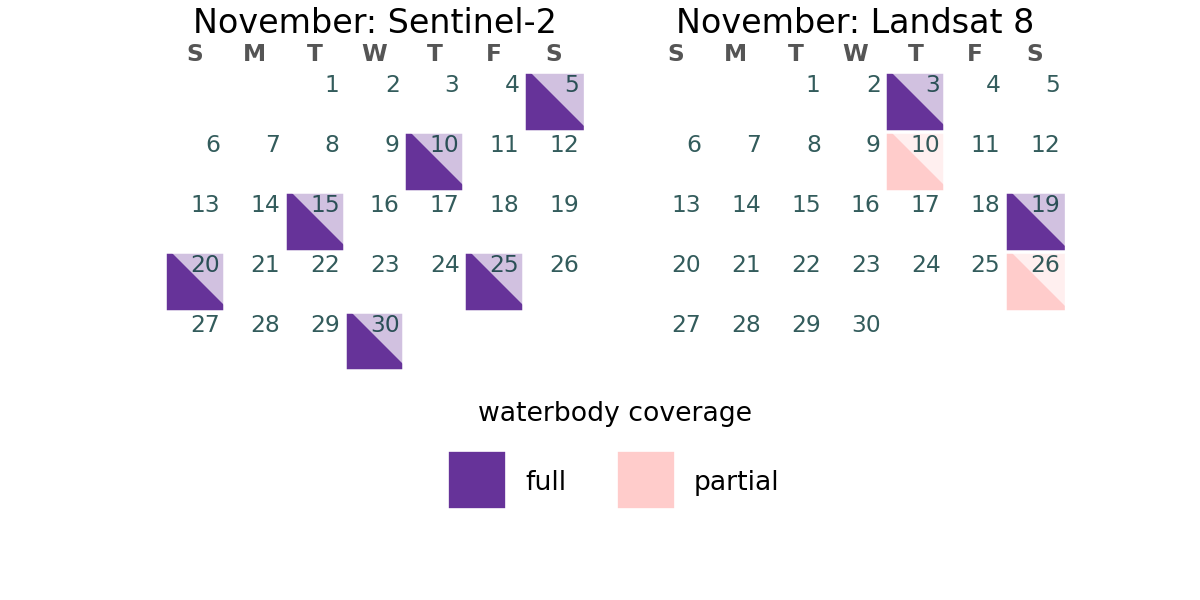 November: Sentinel-2
S M T W T F S
1 2 3 4 5
6 7 8 9 10 11 12
13 14 15 16 17 18 19
20 21 22 23 24 25 26
27 28 29 30
November: Landsat 8
S M T W T F S
1 2 3 4 5
6 7 8 9 10 11 12
13 14 15 16 17 18 19
20 21 22 23 24 25 26
27 28 29 30
waterbody coverage
full partial